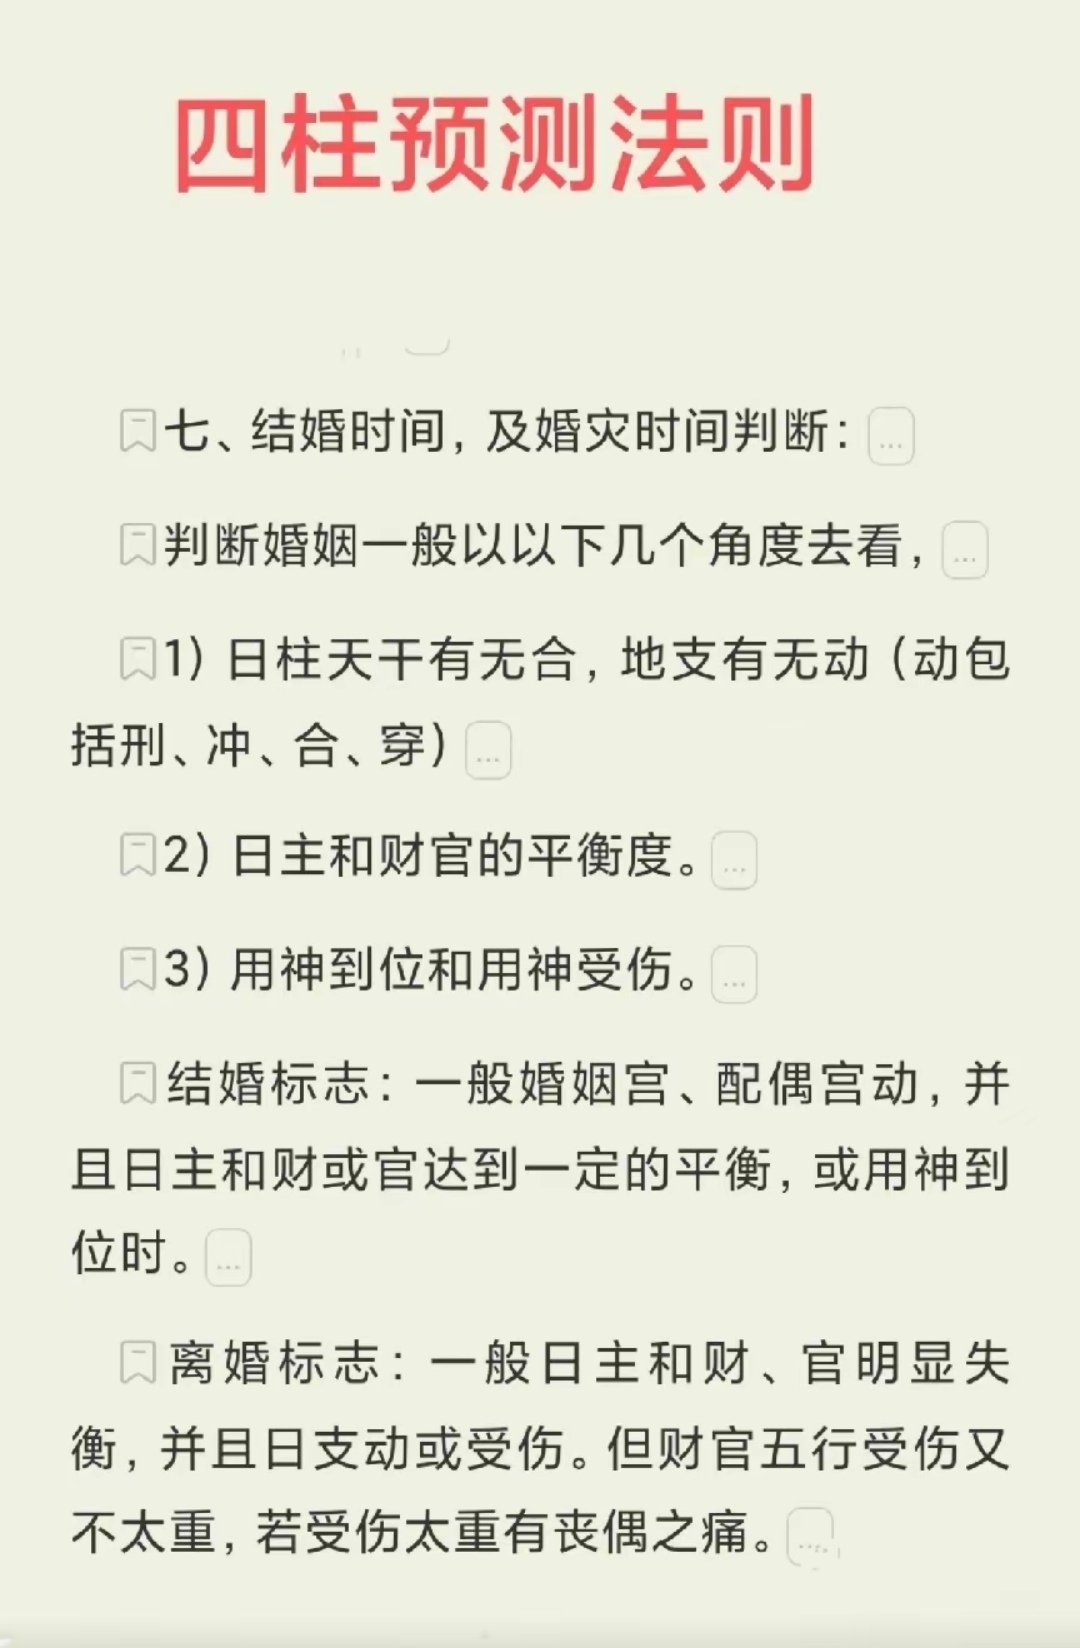 四柱预测法则
七、结婚时间，及婚灾时间判断：
判断婚姻一般以以下几个角度去看，
1）日柱天干有无合，地支有无动（动包
括刑、冲、合、穿）
2）日主和财官的平衡度。
3）用神到位和用神受伤。
结婚标志：一般婚姻宫、配偶宫动，并
且日主和财或官达到一定的平衡，或用神到
位时。
离婚标志：一般日主和财、官明显失
衡，并且日支动或受伤。但财官五行受伤又
不太重，若受伤太重有丧偶之痛。